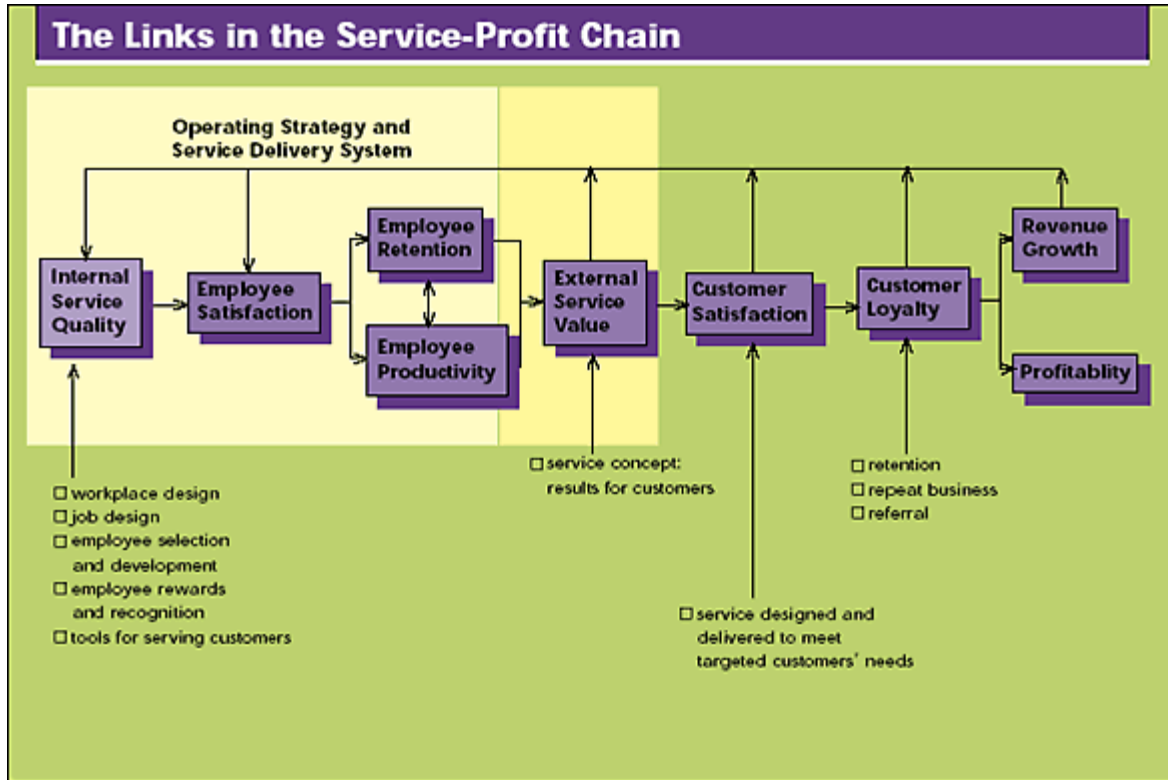 The Links in the Service-Profit Chain
Operating Strategy and
Service Delivery System
Internal
Service
Quality
Employee
Satisfaction
Employee
Retention
Employee
Productivity
External
Service
Value
Customer
Satisfaction
Customer
Loyalty
Revenue
Growth
Profitablity
☐ workplace design
☐ job design
☐ employee selection
and development
☐ employee rewards
and recognition
☐ tools for serving customers
☐ service concept:
results for customers
☐ service designed and
delivered to meet
targeted customers' needs
☐ retention
☐ repeat business
☐ referral